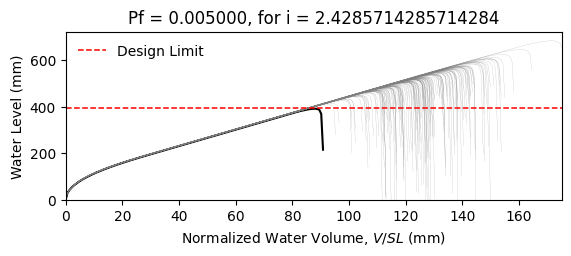 Pf = 0.005000, for i = 2.4285714285714284
Design Limit
Water Level (mm)
600
400
200
0
0 20 40 60 80 100 120 140 160
Normalized Water Volume, V/SL (mm)